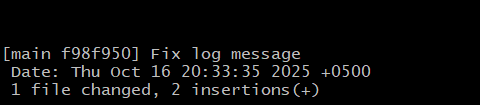 [main f98f950] Fix log message
 Date: Thu Oct 16 20:33:35 2025 +0500
 1 file changed, 2 insertions(+)